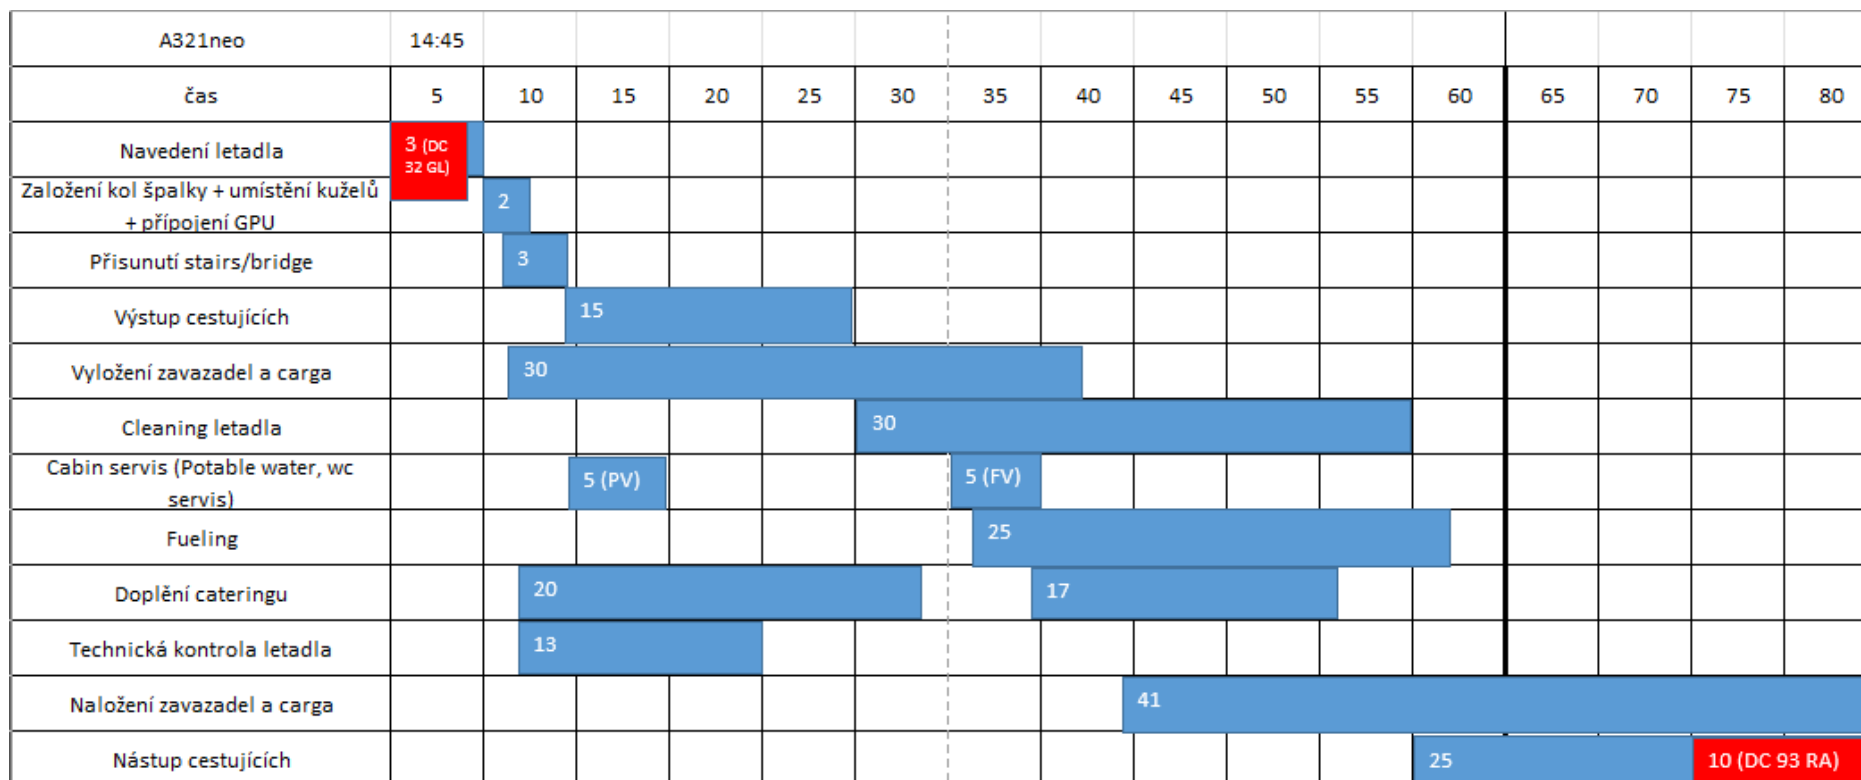 A321neo 14:45
čas 5 10 15 20 25 30 35 40 45 50 55 60 65 70 75 80
Navedení letadla 3 (DC
32 GL)
Založení kol špalky + umístění kuželů
+ přípojení GPU 2
Přisunutí stairs/bridge 3
Výstup cestujících 15
Vyložení zavazadel a carga 30
Cleaning letadla 30
Cabin servis (Potable water, wc
servis) 5 (PV) 5 (FV)
Fueling 25
Doplění cateringu 20 17
Technická kontrola letadla 13
Naložení zavazadel a carga 41
Nástup cestujících 25 10 (DC 93 RA)